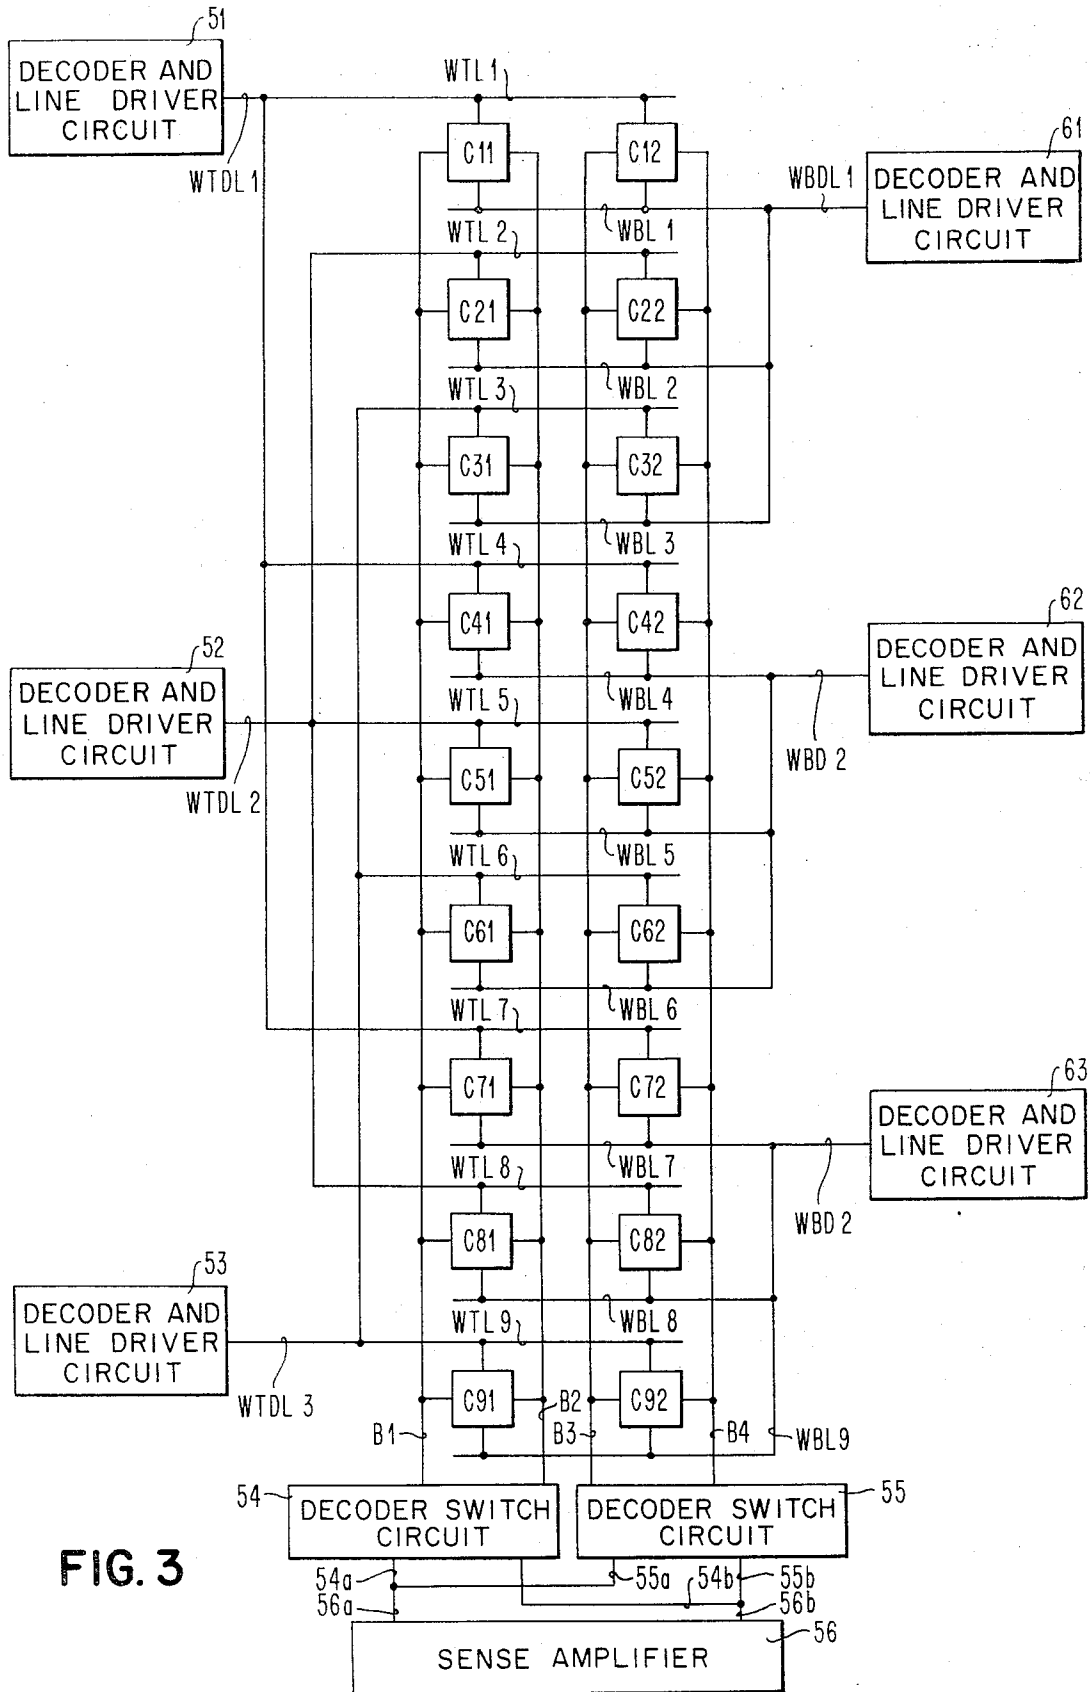 51
DECODER AND
LINE DRIVER
CIRCUIT
WTL 1
WTDL 1
C11
C12
61
WBDL 1
DECODER AND
LINE DRIVER
CIRCUIT
WTL 2
WBL 1
C21
C22
WTL 3
WBL 2
C31
C32
WTL 4
WBL 3
C41
C42
62
DECODER AND
LINE DRIVER
CIRCUIT
52
DECODER AND
LINE DRIVER
CIRCUIT
WTL 5
WBL 4
WBD 2
WTDL 2
C51
C52
WTL 6
WBL 5
C61
C62
WTL 7
WBL 6
C71
C72
63
DECODER AND
LINE DRIVER
CIRCUIT
WTL 8
WBL 7
WBD 2
C81
C82
53
DECODER AND
LINE DRIVER
CIRCUIT
WTL 9
WBL 8
WTDL 3
C91
C92
B1
B2
B3
B4
WBL 9
54
DECODER SWITCH
CIRCUIT
55
DECODER SWITCH
CIRCUIT
FIG. 3
54a
55a
54b
55b
56a
56b
56
SENSE AMPLIFIER